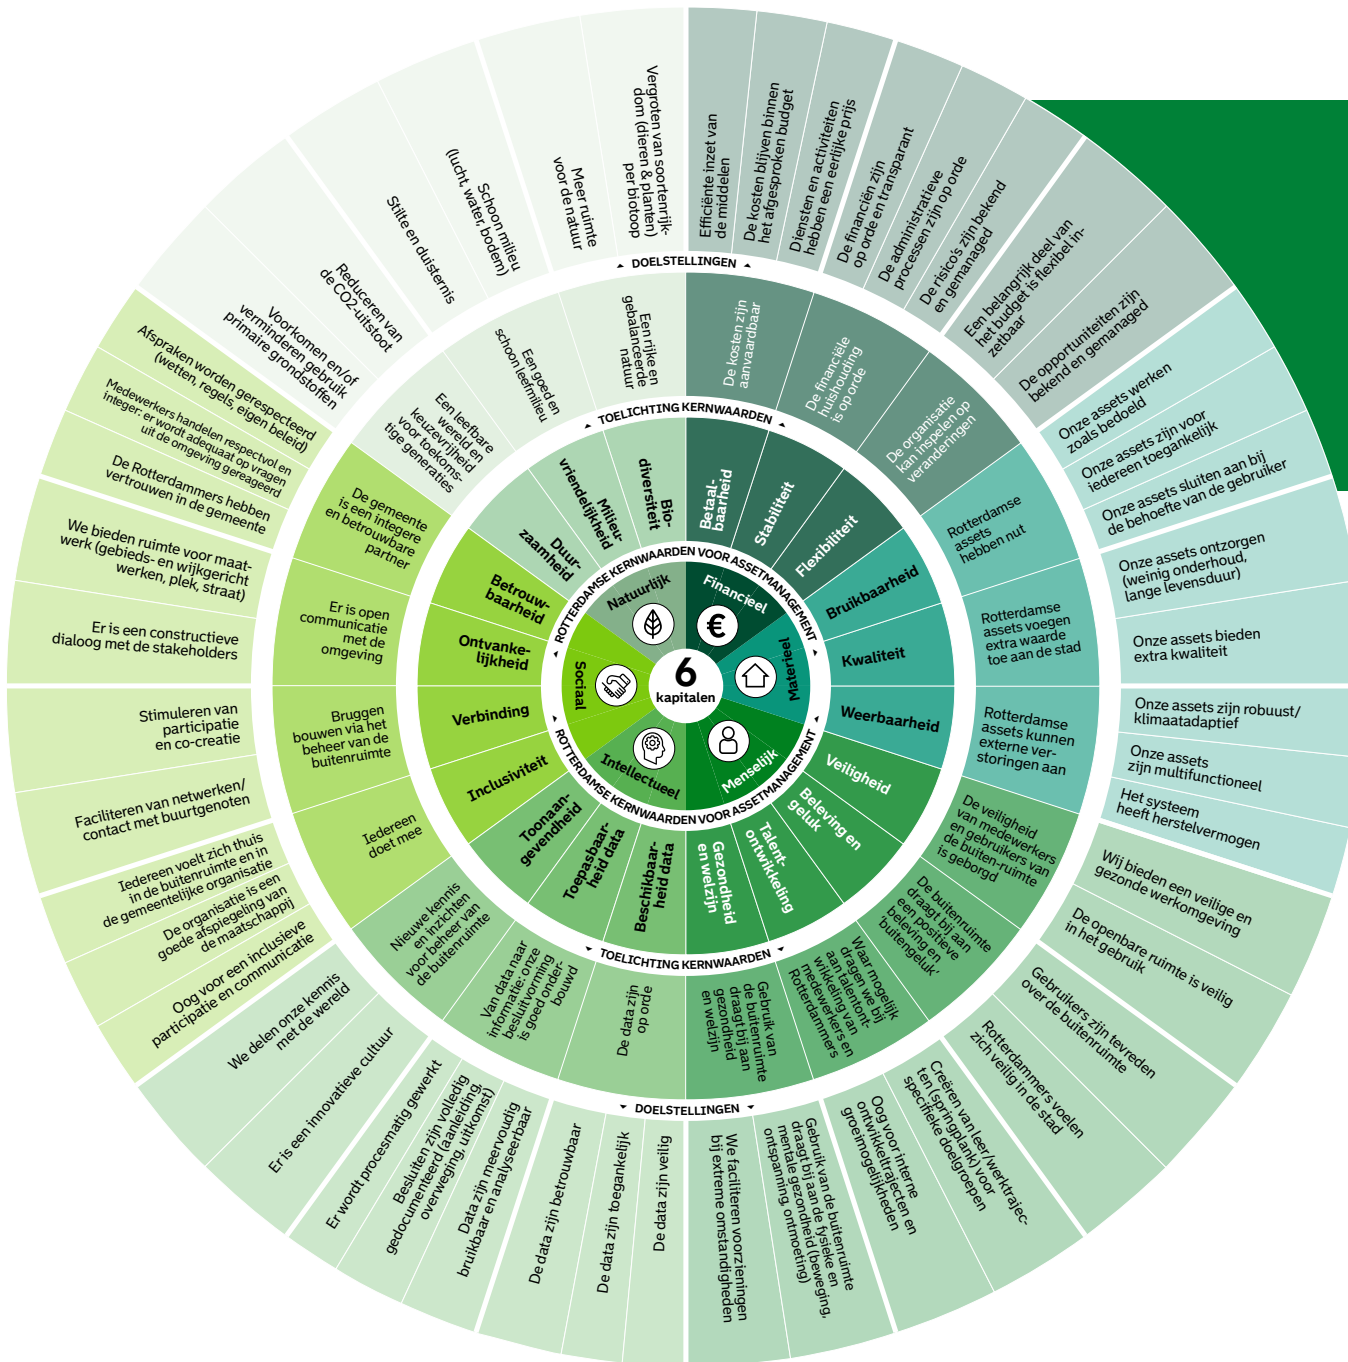 6
kapitalen
Financieel
Materieel
Menselijk
Intellectueel
Sociaal
Natuurlijk
ROTTERDAMSE KERNWAARDEN VOOR ASSETMANAGEMENT
ROTTERDAMSE KERNWAARDEN VOOR ASSETMANAGEMENT
Betaal-
baarheid
Stabiliteit
Flexibiliteit
Bruikbaarheid
Kwaliteit
Weerbaarheid
Veiligheid
Beleving en
geluk
Talent-
ontwikkeling
Gezondheid
en welzijn
Beschikbaar-
heid data
Toepasbaar-
heid data
Toonaan-
gevendheid
Inclusiviteit
Verbinding
Ontvanke-
lijkheid
Betrouw-
baarheid
Duur-
zaamheid
Milieu-
vriendelijkheid
Bio-
diversiteit
TOELICHTING KERNWAARDEN
TOELICHTING KERNWAARDEN
De kosten zijn
aanvaardbaar
De financiële
huishouding
is op orde
De organisatie
kan inspelen op
veranderingen
Rotterdamse
assets
hebben nut
Rotterdamse
assets voegen
extra waarde
toe aan de stad
Rotterdamse
assets kunnen
externe ver-
storingen aan
De veiligheid
van medewerkers
en gebruikers van
de buiten-ruimte
is geborgd
De buitenruimte
draagt bij aan
een positieve
'beleving en
buitengeluk'
Waar mogelijk
dragen we bij
aan talentont-
wikkeling van
medewerkers en
Rotterdammers
Gebruik van
de buitenruimte
draagt bij aan
gezondheid
en welzijn
De data zijn
op orde
Van data naar
informatie: onze
besluitvorming
is goed onder-
bouwd
Nieuwe kennis
en inzichten
voor beheer van
de buitenruimte
Iedereen
doet mee
Bruggen
bouwen via het
beheer van de
buitenruimte
Er is open
communicatie
met de
omgeving
De gemeente
is een integere
en betrouwbare
partner
Een leefbare
wereld en
keuzevrijheid
voor toekoms-
tige generaties
Een goed en
schoon leefmilieu
Een rijke en
gebalanceerde
natuur
DOELSTELLINGEN
DOELSTELLINGEN
Efficiënte inzet van
de middelen
De kosten blijven binnen
het afgesproken budget
Diensten en activiteiten
hebben een eerlijke prijs
De financiën zijn
op orde en transparant
De administratieve
processen zijn op orde
De risico's zijn bekend
en gemanaged
Een belangrijk deel van
het budget is flexibel in-
zetbaar
De opportuniteiten zijn
bekend en gemanaged
Onze assets werken
zoals bedoeld
Onze assets zijn voor
iedereen toegankelijk
Onze assets sluiten aan bij
de behoefte van de gebruiker
Onze assets ontzorgen
(weinig onderhoud,
lange levensduur)
Onze assets bieden
extra kwaliteit
Onze assets zijn robuust/
klimaatadaptief
Onze assets
zijn multifunctioneel
Het systeem
heeft herstelvermogen
Wij bieden een veilige en
gezonde werkomgeving
De openbare ruimte is veilig
in het gebruik
Gebruikers zijn tevreden
over de buitenruimte
Rotterdammers voelen
zich veilig in de stad
Creëren van leer/werktrajec-
ten (springplank) voor
specifieke doelgroepen
Oog voor interne
ontwikkeltrajecten en
groeimogelijkheden
Gebruik van de buitenruimte
draagt bij aan de fysieke en
mentale gezondheid (beweging,
ontspanning, ontmoeting)
We faciliteren voorzieningen
bij extreme omstandigheden
De data zijn veilig
De data zijn toegankelijk
De data zijn betrouwbaar
Data zijn meervoudig
bruikbaar en analyseerbaar
Besluiten zijn volledig
gedocumenteerd (aanleiding,
overweging, uitkomst)
Er wordt procesmatig gewerkt
Er is een innovatieve cultuur
We delen onze kennis
met de wereld
Oog voor een inclusieve
participatie en communicatie
De organisatie is een
goede afspiegeling van
de maatschappij
Iedereen voelt zich thuis
in de buitenruimte en in
de gemeentelijke organisatie
Faciliteren van netwerken/
contact met buurtgenoten
Stimuleren van
participatie
en co-creatie
Er is een constructieve
dialoog met de stakeholders
We bieden ruimte voor maat-
werk (gebieds- en wijkgericht
werken, plek, straat)
De Rotterdammers hebben
vertrouwen in de gemeente
Medewerkers handelen respectvol en
integer: er wordt adequaat op vragen
uit de omgeving gereageerd
Afspraken worden gerespecteerd
(wetten, regels, eigen beleid)
Voorkomen en/of
verminderen gebruik
primaire grondstoffen
Reduceren van
de CO2-uitstoot
Stilte en duisternis
Schoon milieu
(lucht, water, bodem)
Meer ruimte
voor de natuur
Vergroten van soortenrijk-
dom (dieren & planten)
per biotoop